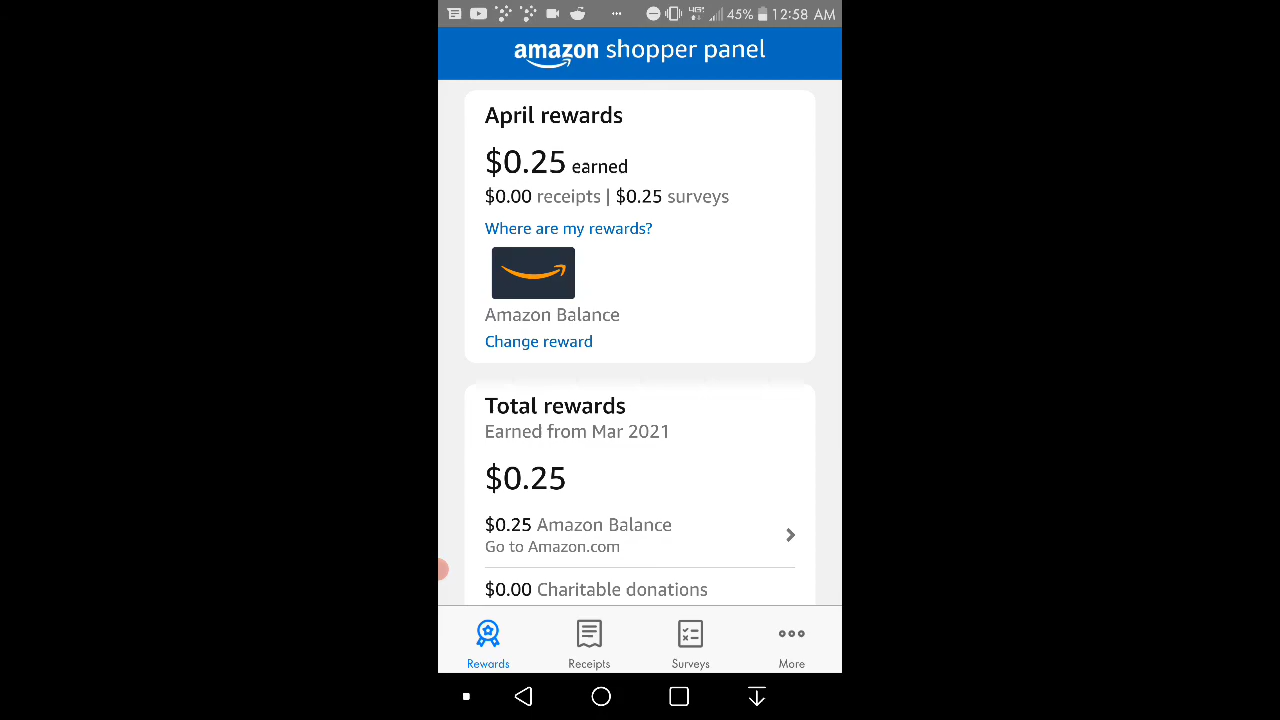 45% 12:58 AM
amazon shopper panel
April rewards
$0.25 earned
$0.00 receipts | $0.25 surveys
Where are my rewards?
Amazon Balance
Change reward
Total rewards
Earned from Mar 2021
$0.25
$0.25 Amazon Balance
Go to Amazon.com
$0.00 Charitable donations
Rewards Receipts Surveys More